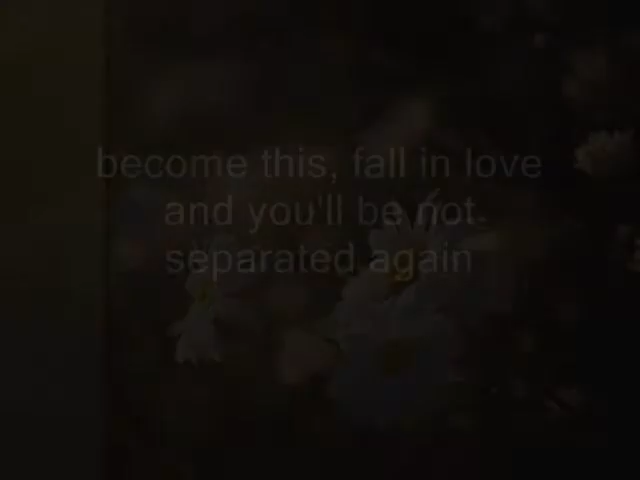 become this, fall in love
and you'll be not
separated again